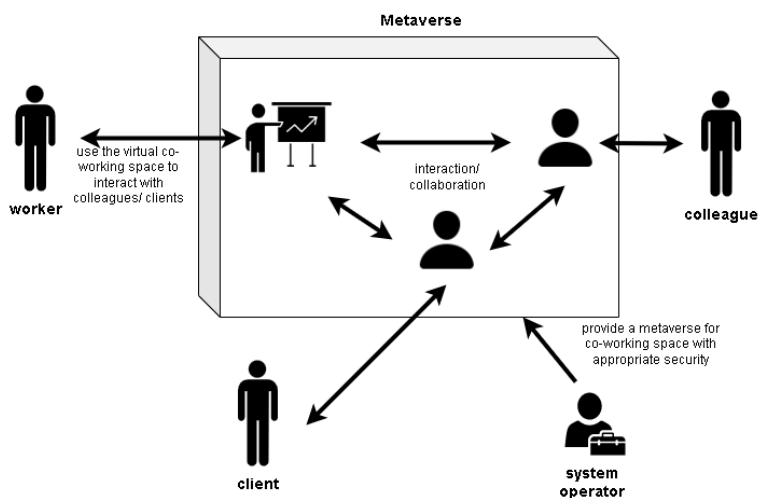 Metaverse
use the virtual co-
working space to
interact with
colleagues/ clients
worker
interaction/
collaboration
colleague
provide a metaverse for
co-working space with
appropriate security
client
system
operator